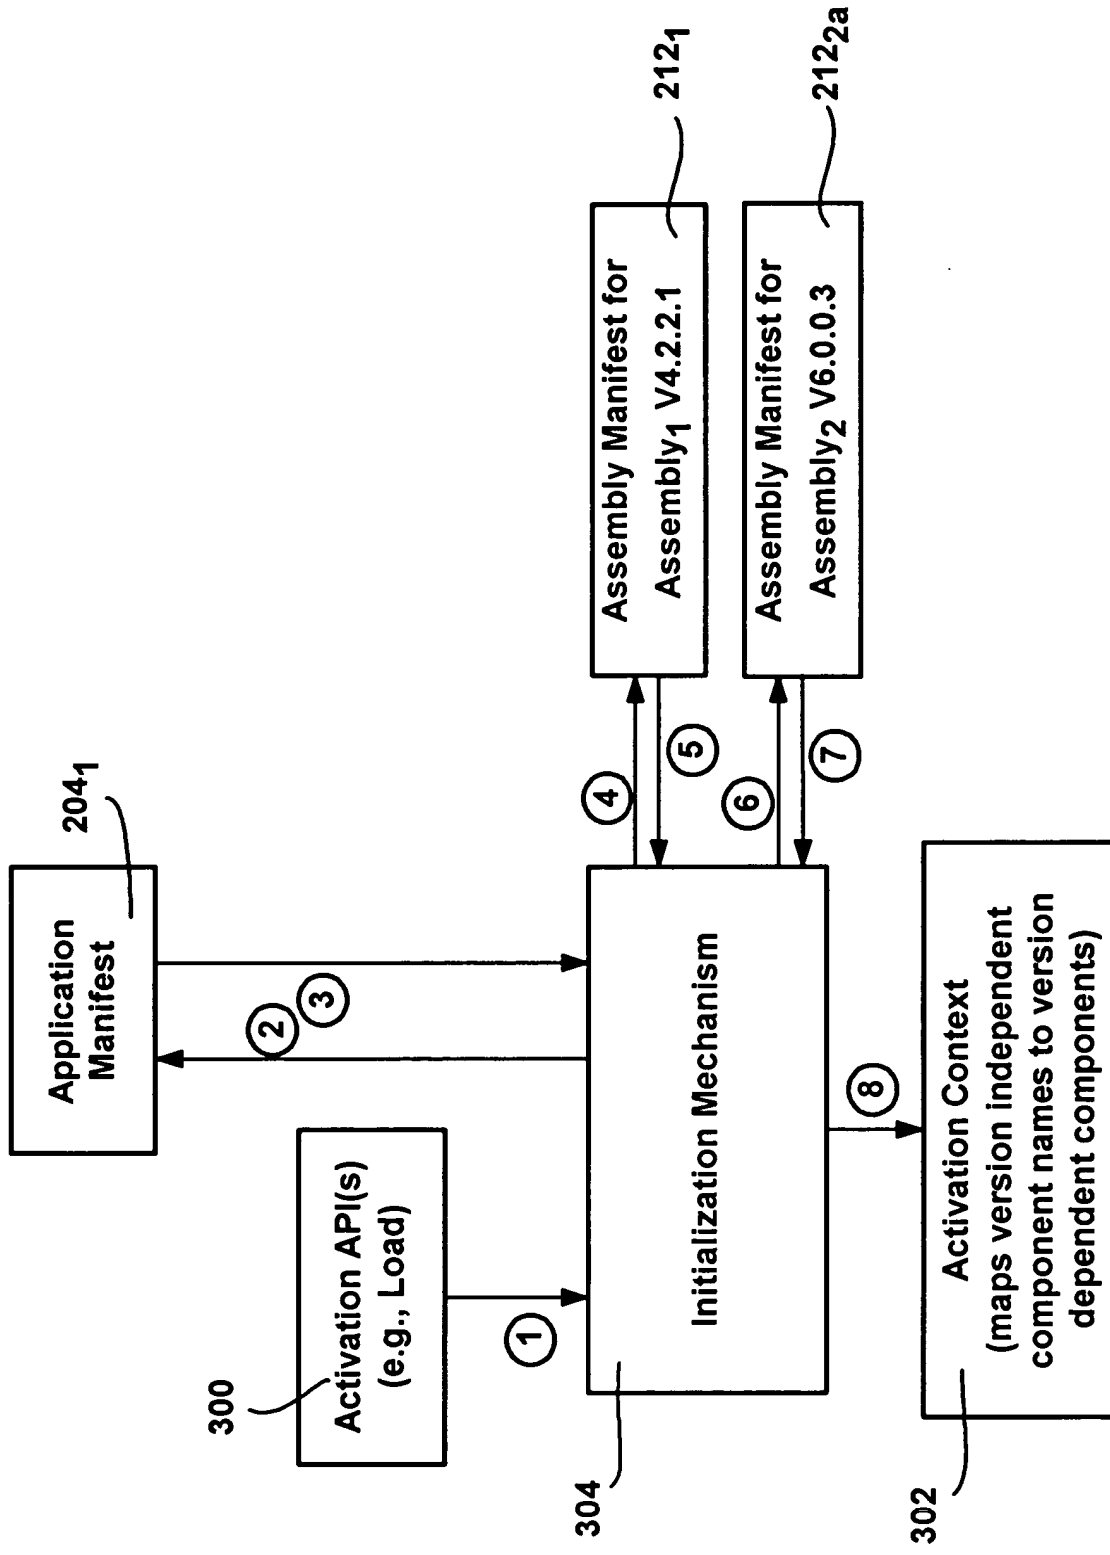 204₁
Application
Manifest
300
Activation API(s)
(e.g., Load)
1
2
3
304
Initialization Mechanism
4
5
6
7
Assembly Manifest for
Assembly₁ V4.2.2.1
212₁
Assembly Manifest for
Assembly₂ V6.0.0.3
212₂ₐ
8
302
Activation Context
(maps version independent
component names to version
dependent components)